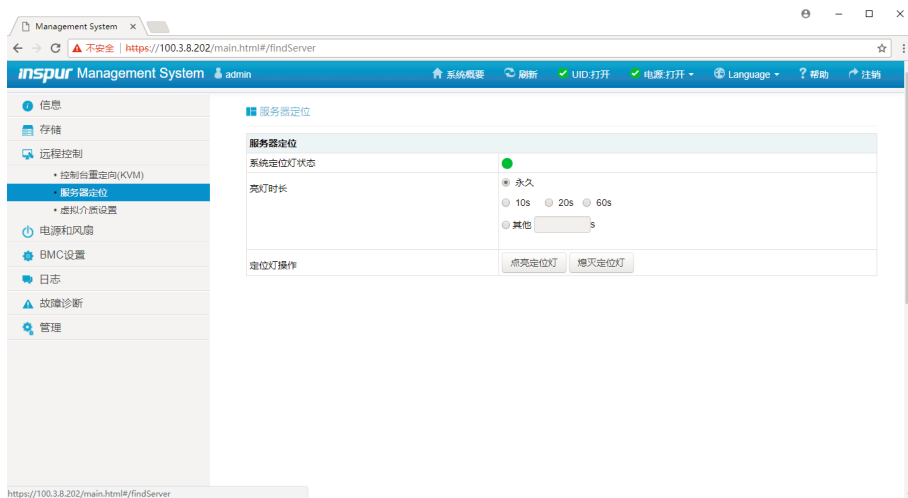 Management System
不安全 | https://100.3.8.202/main.html#/findServer
inspur Management System admin 系统概要 刷新 UID:打开 电源:打开 Language 帮助 注销
信息
存储
远程控制
控制台重定向(KVM)
服务器定位
虚拟介质设置
电源和风扇
BMC设置
日志
故障诊断
管理
服务器定位
服务器定位
系统定位灯状态
亮灯时长
永久
10s 20s 60s
其他 s
定位灯操作 点亮定位灯 熄灭定位灯
https://100.3.8.202/main.html#/findServer